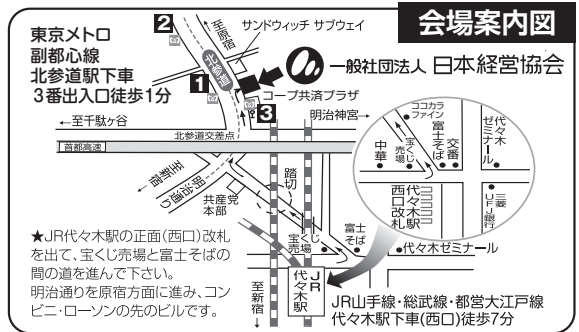 会場案内図
東京メトロ
副都心線
北参道駅下車
3番出入口徒歩1分
2
至原宿
サンドウィッチ サブウェイ
北参道
一般社団法人 日本経営協会
1
コープ共済プラザ
3
←至千駄ヶ谷
明治神宮→
北参道交差点
首都高速
至新宿
明治通り
共産党
本部
踏切
ココカラ
ファイン
代々木
ゼミナール
中華
宝くじ
売場
富士そば
交番
代々木駅
西口改札
三菱
UFJ銀行
★JR代々木駅の正面(西口)改札
を出て、宝くじ売場と富士そばの
間の道を進んで下さい。
明治通りを原宿方面に進み、コン
ビニ・ローソンの先のビルです。
宝くじ
売場
富士
そば
代々木ゼミナール
至新宿
JR
代々木駅
JR山手線・総武線・都営大江戸線
代々木駅下車(西口)徒歩7分